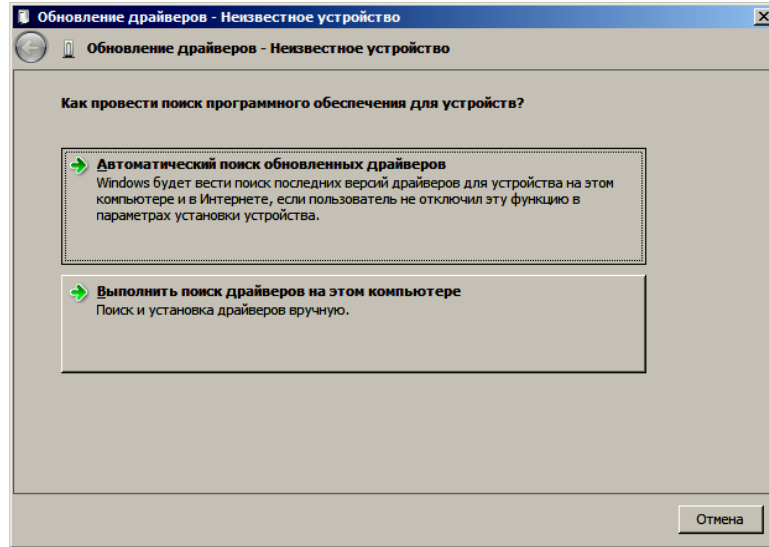 Обновление драйверов - Неизвестное устройство
Обновление драйверов - Неизвестное устройство
Как провести поиск программного обеспечения для устройств?
Автоматический поиск обновленных драйверов
Windows будет вести поиск последних версий драйверов для устройства на этом
компьютере и в Интернете, если пользователь не отключил эту функцию в
параметрах установки устройства.
Выполнить поиск драйверов на этом компьютере
Поиск и установка драйверов вручную.
Отмена